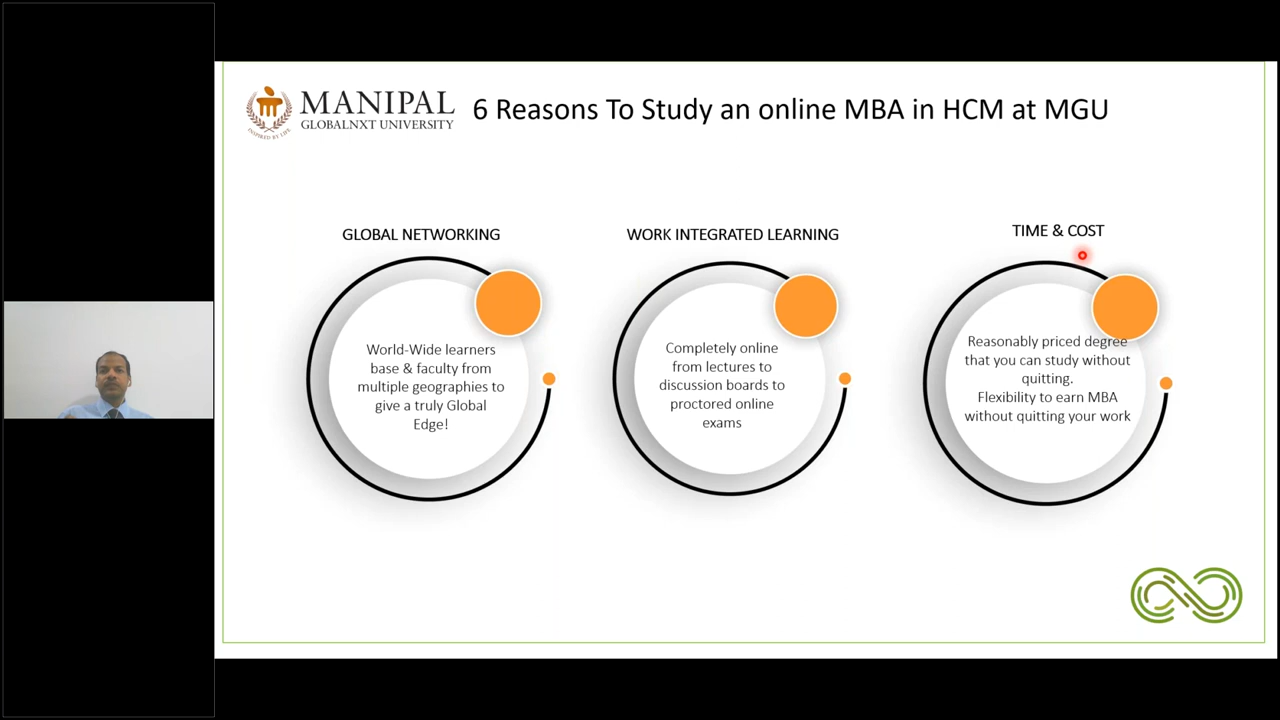 MANIPAL
GLOBALNXT UNIVERSITY
INSPIRED BY LIFE
6 Reasons To Study an online MBA in HCM at MGU
GLOBAL NETWORKING
World-Wide learners
base & faculty from
multiple geographies to
give a truly Global
Edge!
WORK INTEGRATED LEARNING
Completely online
from lectures to
discussion boards to
proctored online
exams
TIME & COST
Reasonably priced degree
that you can study without
quitting.
Flexibility to earn MBA
without quitting your work